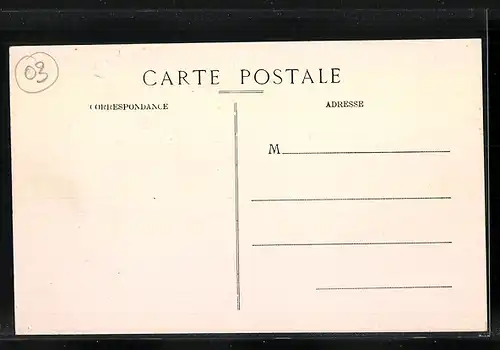 03
CARTE POSTALE
CORRESPONDANCE
ADRESSE
M